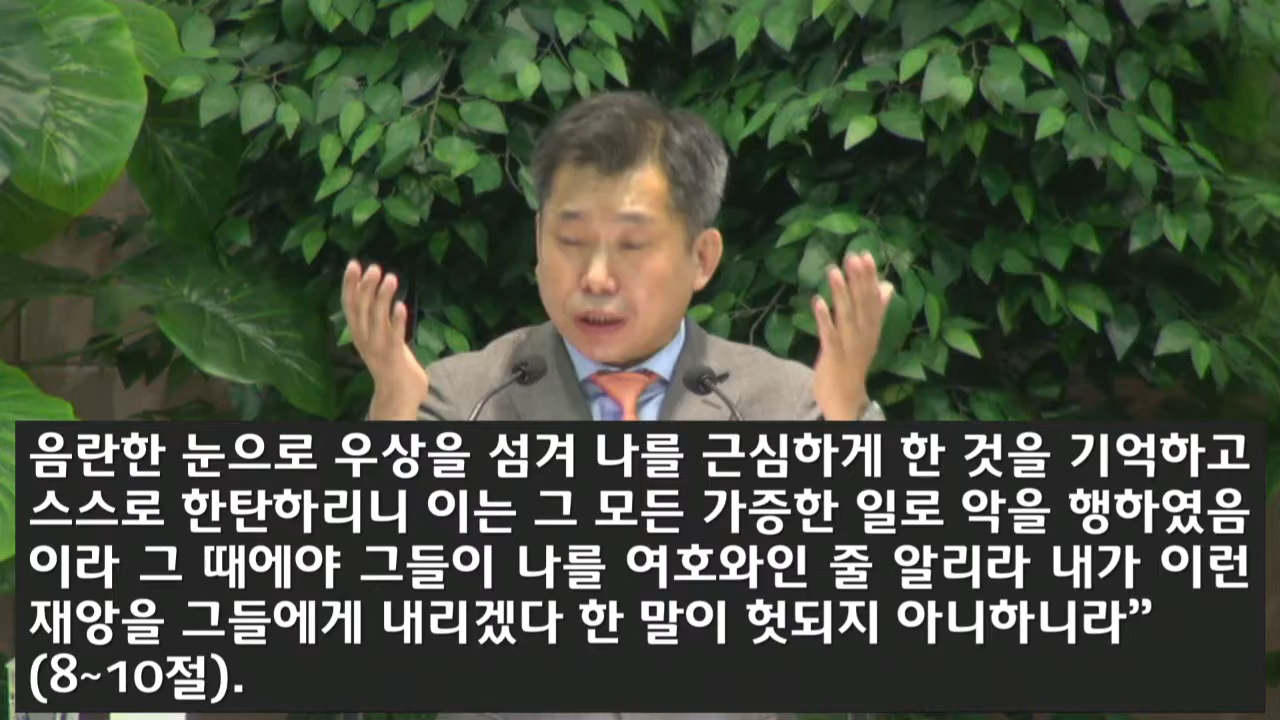 음란한 눈으로 우상을 섬겨 나를 근심하게 한 것을 기억하고
스스로 한탄하리니 이는 그 모든 가증한 일로 악을 행하였음
이라 그 때에야 그들이 나를 여호와인 줄 알리라 내가 이런
재앙을 그들에게 내리겠다 한 말이 헛되지 아니하니라”
(8~10절).